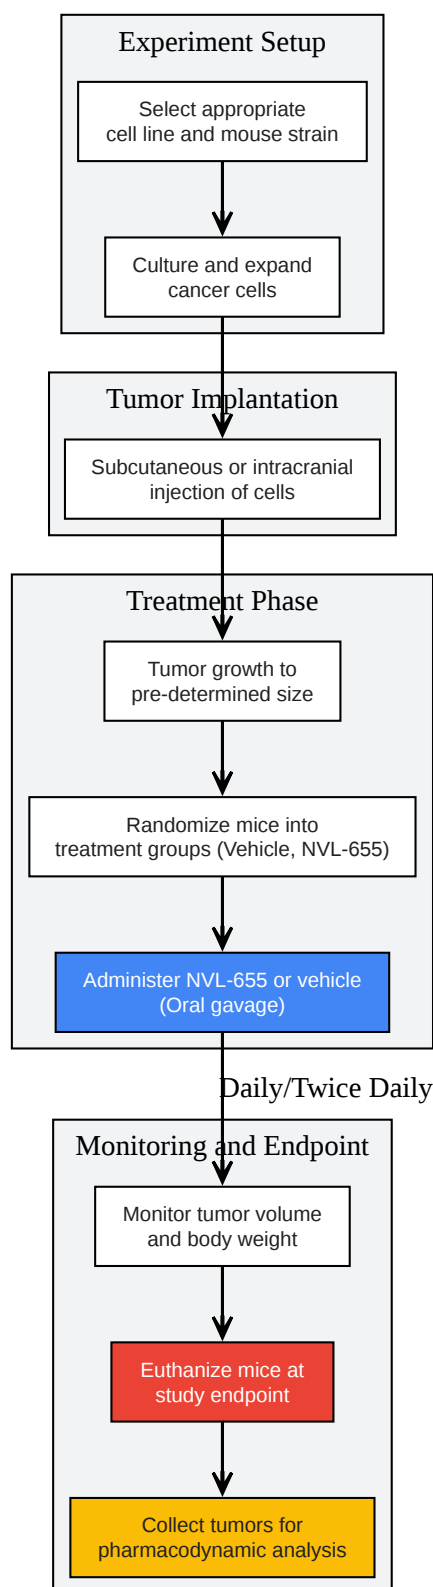 Experiment Setup
Select appropriate
cell line and mouse strain
Culture and expand
cancer cells
Tumor Implantation
Subcutaneous or intracranial
injection of cells
Treatment Phase
Tumor growth to
pre-determined size
Randomize mice into
treatment groups (Vehicle, NVL-655)
Administer NVL-655 or vehicle
(Oral gavage)
Daily/Twice Daily
Monitoring and Endpoint
Monitor tumor volume
and body weight
Euthanize mice at
study endpoint
Collect tumors for
pharmacodynamic analysis